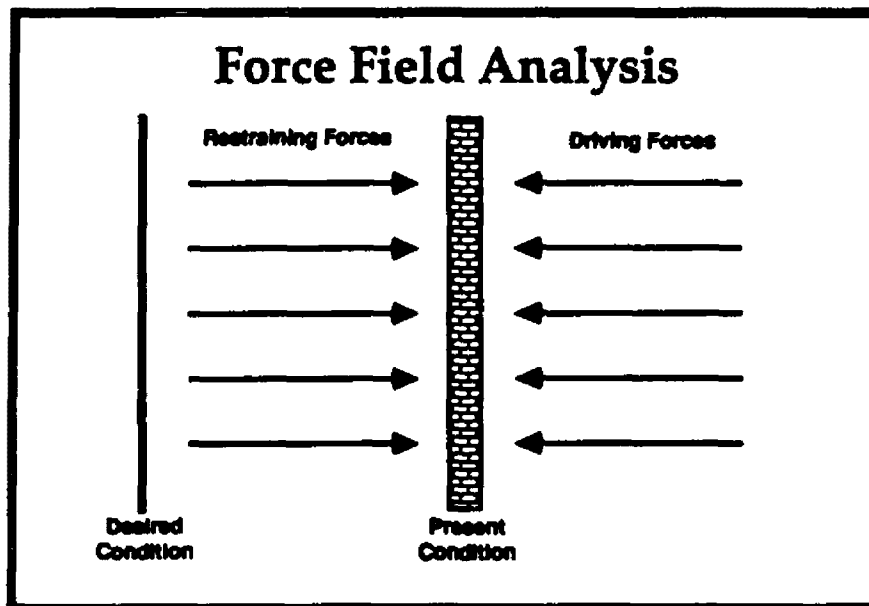 Force Field Analysis
Restraining Forces
Driving Forces
Desired
Condition
Present
Condition